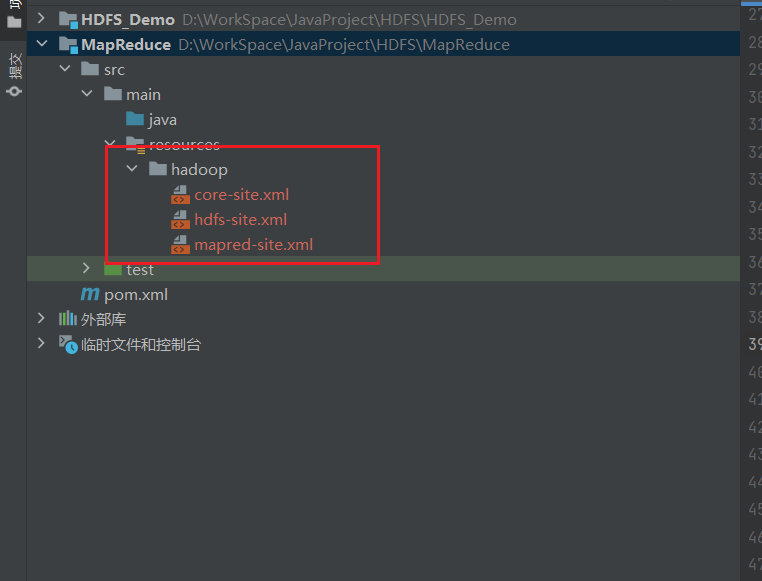 HDFS_Demo D:\WorkSpace\JavaProject\HDFS\HDFS_Demo
MapReduce D:\WorkSpace\JavaProject\HDFS\MapReduce
src
main
java
resources
hadoop
core-site.xml
hdfs-site.xml
mapred-site.xml
test
pom.xml
外部库
临时文件和控制台
提交
27
28
29
30
31
32
33
34
35
36
37
38
39
40
41
42
43
44
45
46
47